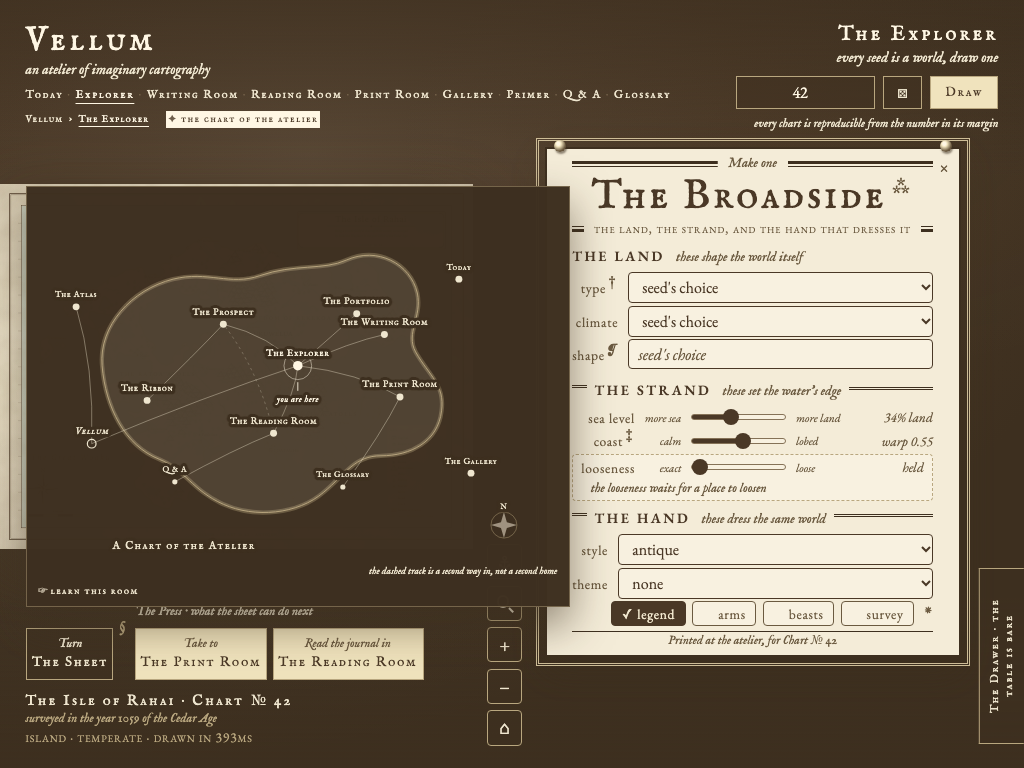 Vellum
an atelier of imaginary cartography
Today · Explorer · Writing Room · Reading Room · Print Room · Gallery · Primer · Q & A · Glossary
Vellum › The Explorer ✦ the chart of the atelier
The Explorer
every seed is a world, draw one
42 Draw
every chart is reproducible from the number in its margin
The Atlas
Today
The Prospect
The Portfolio
The Writing Room
The Explorer
you are here
The Ribbon
The Print Room
The Reading Room
Vellum
Q & A
The Glossary
The Gallery
N
A Chart of the Atelier
the dashed track is a second way in, not a second home
☞ learn this room
Make one
×
The Broadside ⁂
the land, the strand, and the hand that dresses it
THE LAND these shape the world itself
type † seed's choice
climate seed's choice
shape ¶ seed's choice
THE STRAND these set the water's edge
sea level more sea more land 34% land
coast ‡ calm lobed warp 0.55
looseness exact loose held
the looseness waits for a place to loosen
THE HAND these dress the same world
style antique
theme none
✓ legend arms beasts survey *
Printed at the atelier, for Chart № 42
The Press · what the sheet can do next
Turn
The Sheet
§
Take to
The Print Room
Read the journal in
The Reading Room
+
−
The Isle of Rahai · Chart № 42
surveyed in the year 1059 of the Cedar Age
ISLAND · TEMPERATE · DRAWN IN 393MS
The Drawer · the
table is bare